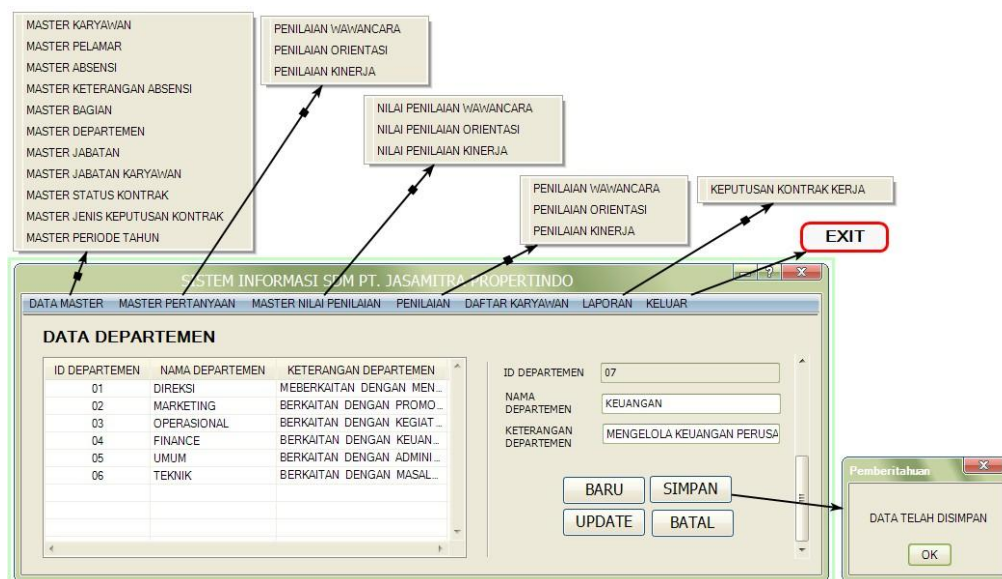 MASTER KARYAWAN
MASTER PELAMAR
MASTER ABSENSI
MASTER KETERANGAN ABSENSI
MASTER BAGIAN
MASTER DEPARTEMEN
MASTER JABATAN
MASTER JABATAN KARYAWAN
MASTER STATUS KONTRAK
MASTER JENIS KEPUTUSAN KONTRAK
MASTER PERIODE TAHUN
PENILAIAN WAWANCARA
PENILAIAN ORIENTASI
PENILAIAN KINERJA
NILAI PENILAIAN WAWANCARA
NILAI PENILAIAN ORIENTASI
NILAI PENILAIAN KINERJA
PENILAIAN WAWANCARA
PENILAIAN ORIENTASI
PENILAIAN KINERJA
KEPUTUSAN KONTRAK KERJA
EXIT
SISTEM INFORMASI SDM PT. JASAMITRA PROPERTINDO
DATA MASTER MASTER PERTANYAAN MASTER NILAI PENILAIAN PENILAIAN DAFTAR KARYAWAN LAPORAN KELUAR
DATA DEPARTEMEN
ID DEPARTEMEN NAMA DEPARTEMEN KETERANGAN DEPARTEMEN
01 DIREKSI MEBERKAITAN DENGAN MEN...
02 MARKETING BERKAITAN DENGAN PROMO...
03 OPERASIONAL BERKAITAN DENGAN KEGIAT...
04 FINANCE BERKAITAN DENGAN KEUAN...
05 UMUM BERKAITAN DENGAN ADMINI...
06 TEKNIK BERKAITAN DENGAN MASAL...
ID DEPARTEMEN 07
NAMA DEPARTEMEN KEUANGAN
KETERANGAN DEPARTEMEN MENGELOLA KEUANGAN PERUSA
BARU SIMPAN
UPDATE BATAL
Pemberitahuan
DATA TELAH DISIMPAN
OK